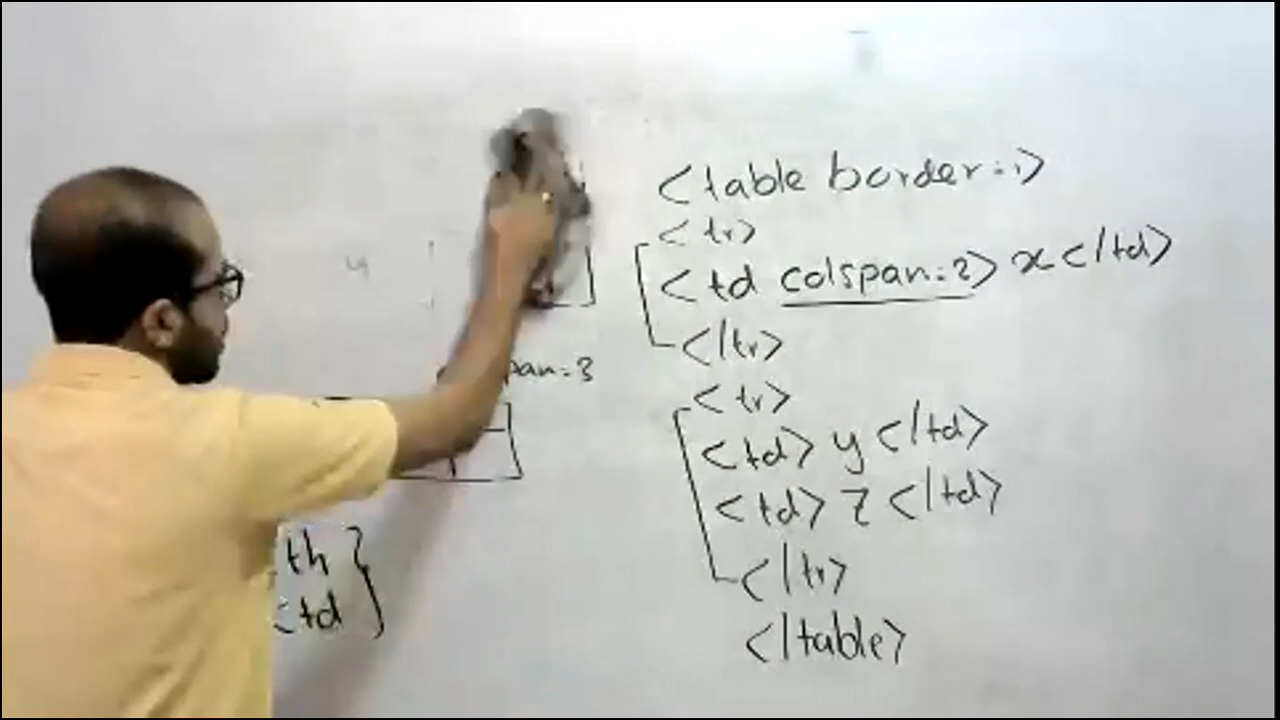 <table border=1>
<tr>
<td colspan=2> x </td>
</tr>
<tr>
<td> y </td>
<td> z </td>
</tr>
</table>
y
pan=3
th
<td